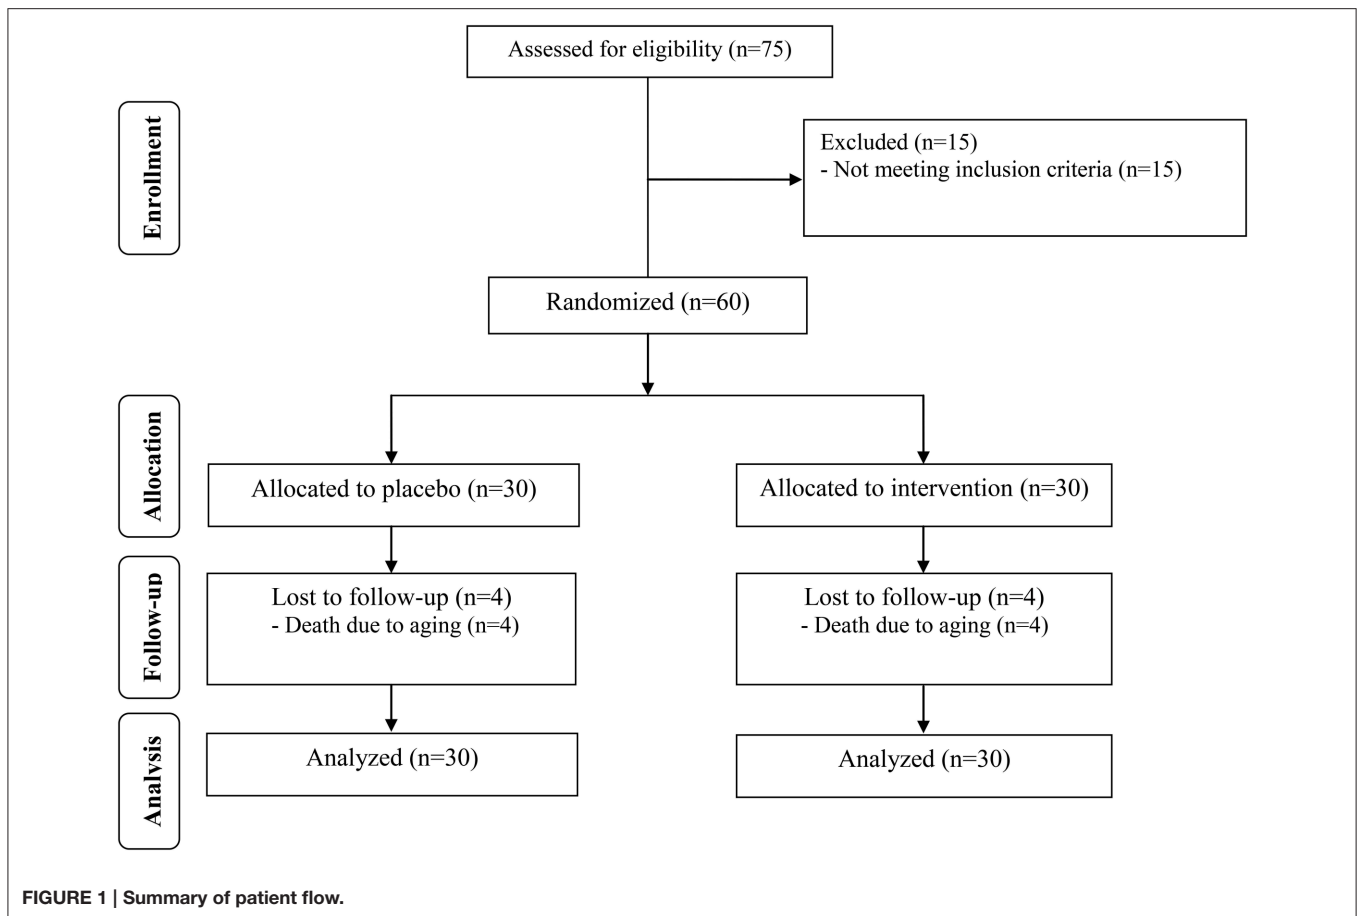 Assessed for eligibility (n=75)
Enrollment
Excluded (n=15)
- Not meeting inclusion criteria (n=15)
Randomized (n=60)
Allocation
Allocated to placebo (n=30)
Allocated to intervention (n=30)
Follow-up
Lost to follow-up (n=4)
- Death due to aging (n=4)
Lost to follow-up (n=4)
- Death due to aging (n=4)
Analysis
Analyzed (n=30)
Analyzed (n=30)
FIGURE 1 | Summary of patient flow.